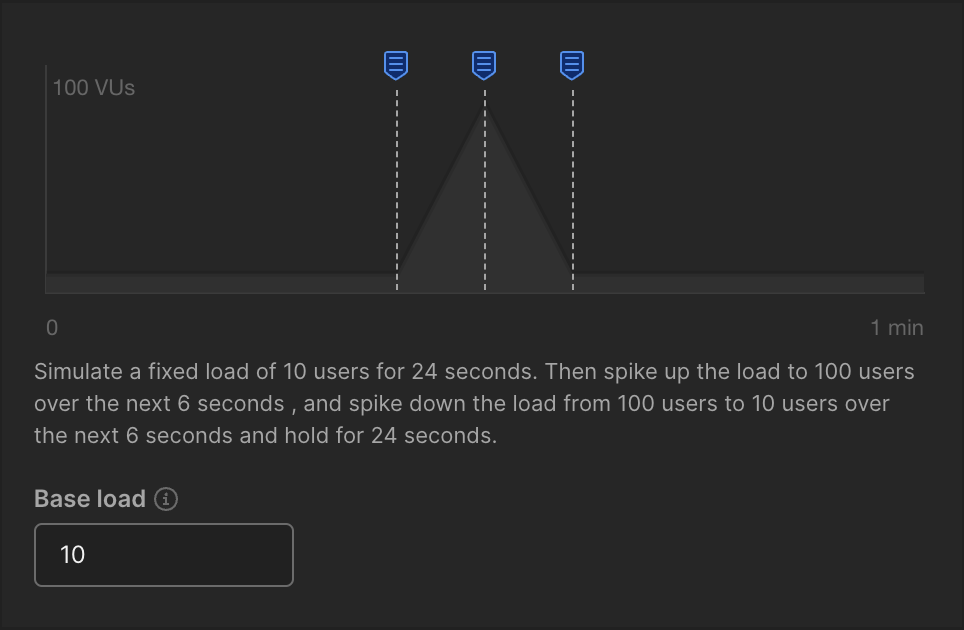 100 VUs
0
1 min
Simulate a fixed load of 10 users for 24 seconds. Then spike up the load to 100 users
over the next 6 seconds , and spike down the load from 100 users to 10 users over
the next 6 seconds and hold for 24 seconds.
Base load
10